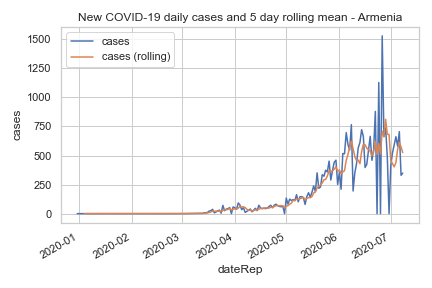 New COVID-19 daily cases and 5 day rolling mean - Armenia
cases
cases (rolling)
1500
1250
1000
750
500
250
0
cases
2020-01
2020-02
2020-03
2020-04
2020-05
2020-06
2020-07
dateRep